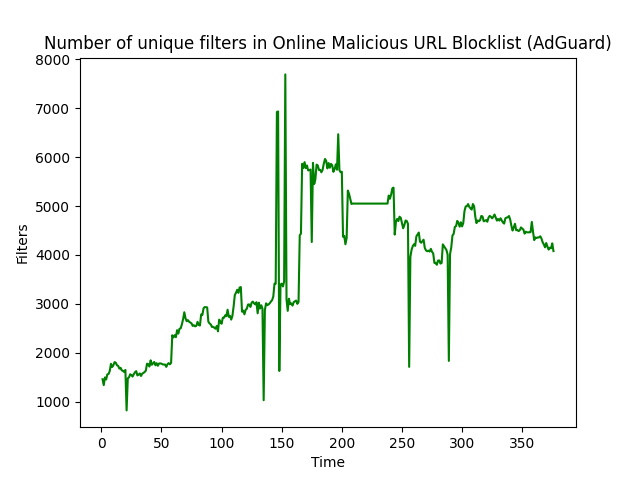 Number of unique filters in Online Malicious URL Blocklist (AdGuard)
8000
7000
6000
5000
4000
3000
2000
1000
Filters
0 50 100 150 200 250 300 350
Time